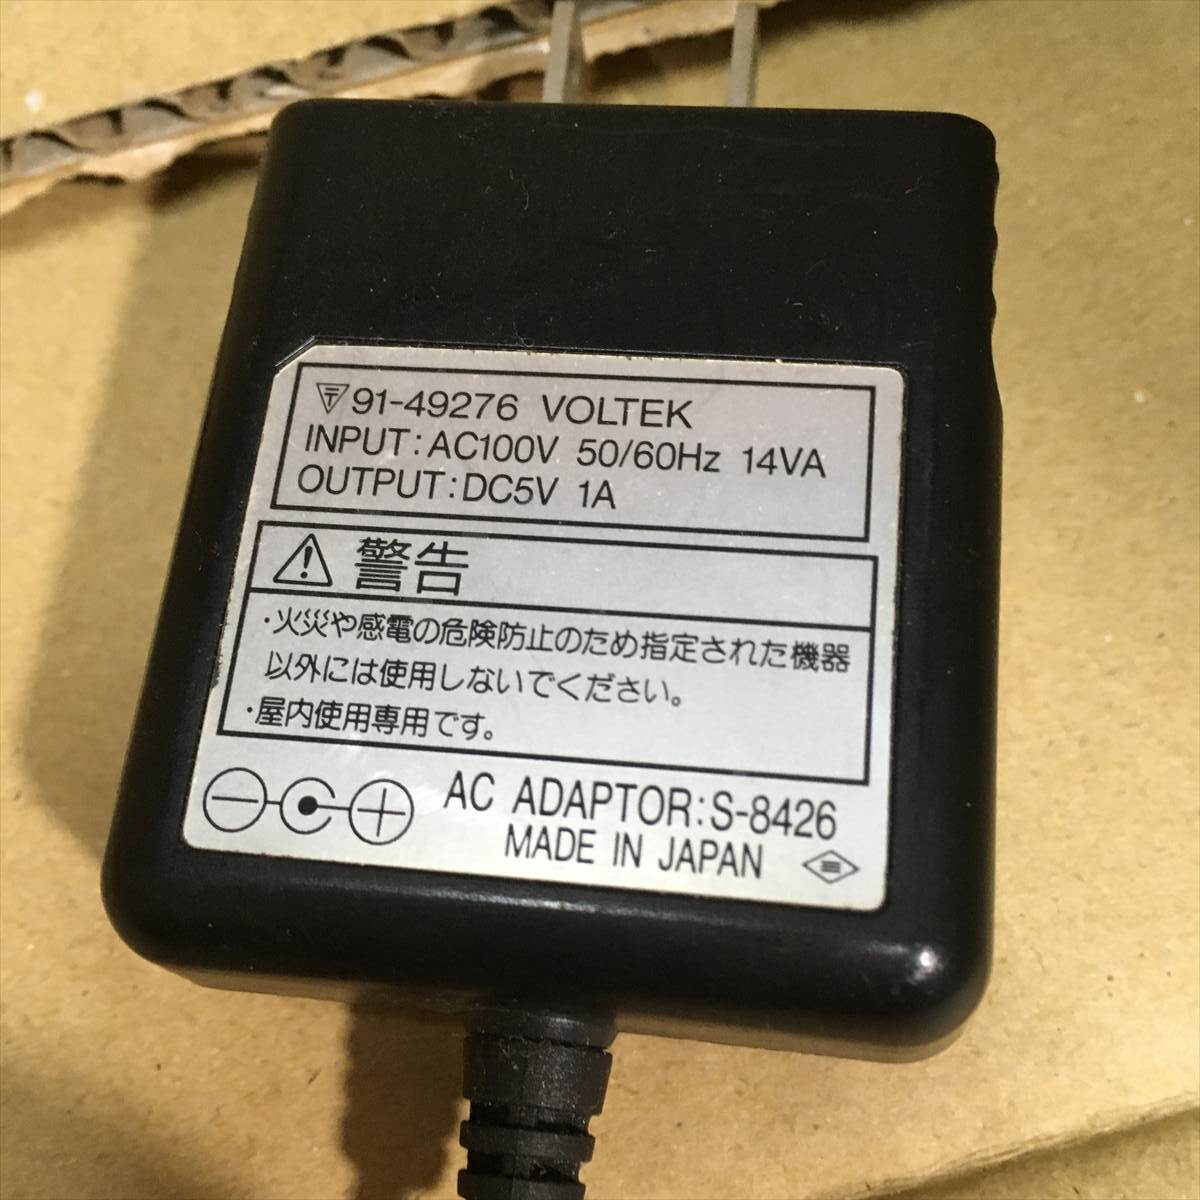 91-49276 VOLTEK
INPUT:AC100V 50/60Hz 14VA
OUTPUT:DC5V 1A
警告
・火災や感電の危険防止のため指定された機器
以外には使用しないでください。
・屋内使用専用です。
AC ADAPTOR:S-8426
MADE IN JAPAN